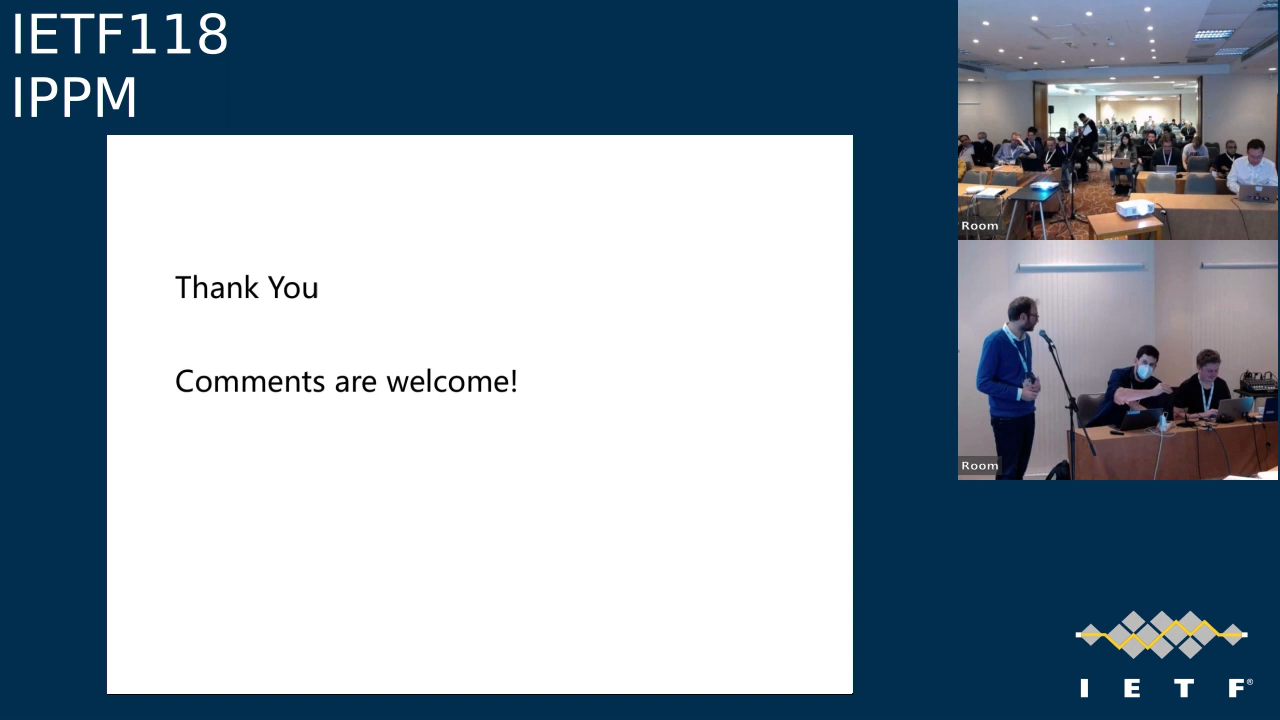 IETF118
IPPM
Thank You
Comments are welcome!
Room
Room
I E T F®